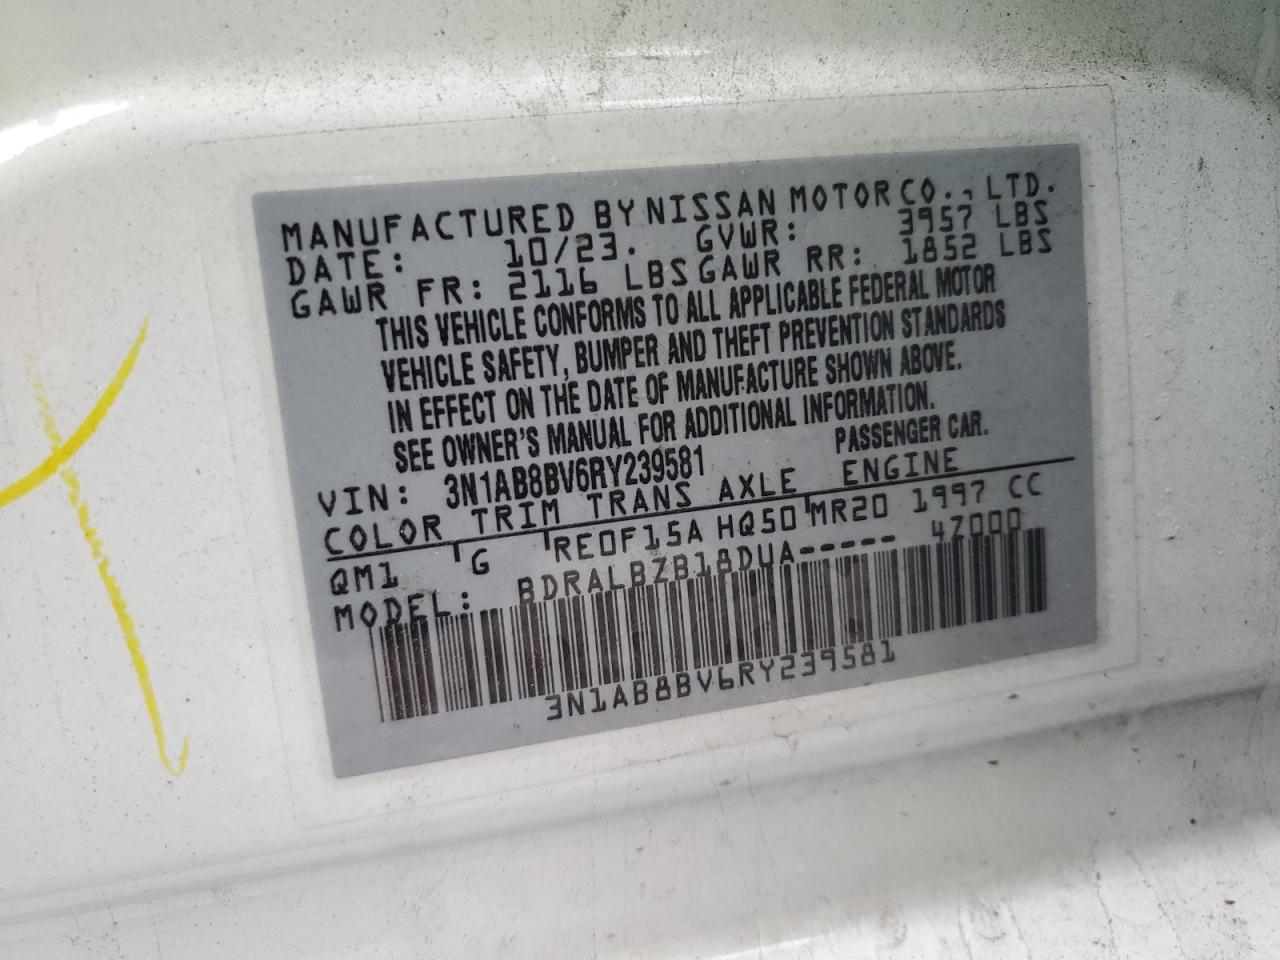 MANUFACTURED BY NISSAN MOTOR CO., LTD.
DATE: 10/23. GVWR: 3957 LBS
GAWR FR: 2116 LBS GAWR RR: 1852 LBS
THIS VEHICLE CONFORMS TO ALL APPLICABLE FEDERAL MOTOR
VEHICLE SAFETY, BUMPER AND THEFT PREVENTION STANDARDS
IN EFFECT ON THE DATE OF MANUFACTURE SHOWN ABOVE.
SEE OWNER'S MANUAL FOR ADDITIONAL INFORMATION.
VIN: 3N1AB8BV6RY239581 PASSENGER CAR.
COLOR TRIM TRANS AXLE ENGINE
QM1 G RE0F15A HQ50 MR20 1997 CC
MODEL: BDRALBZB18DUA----- 4Z000
3N1AB8BV6RY239581